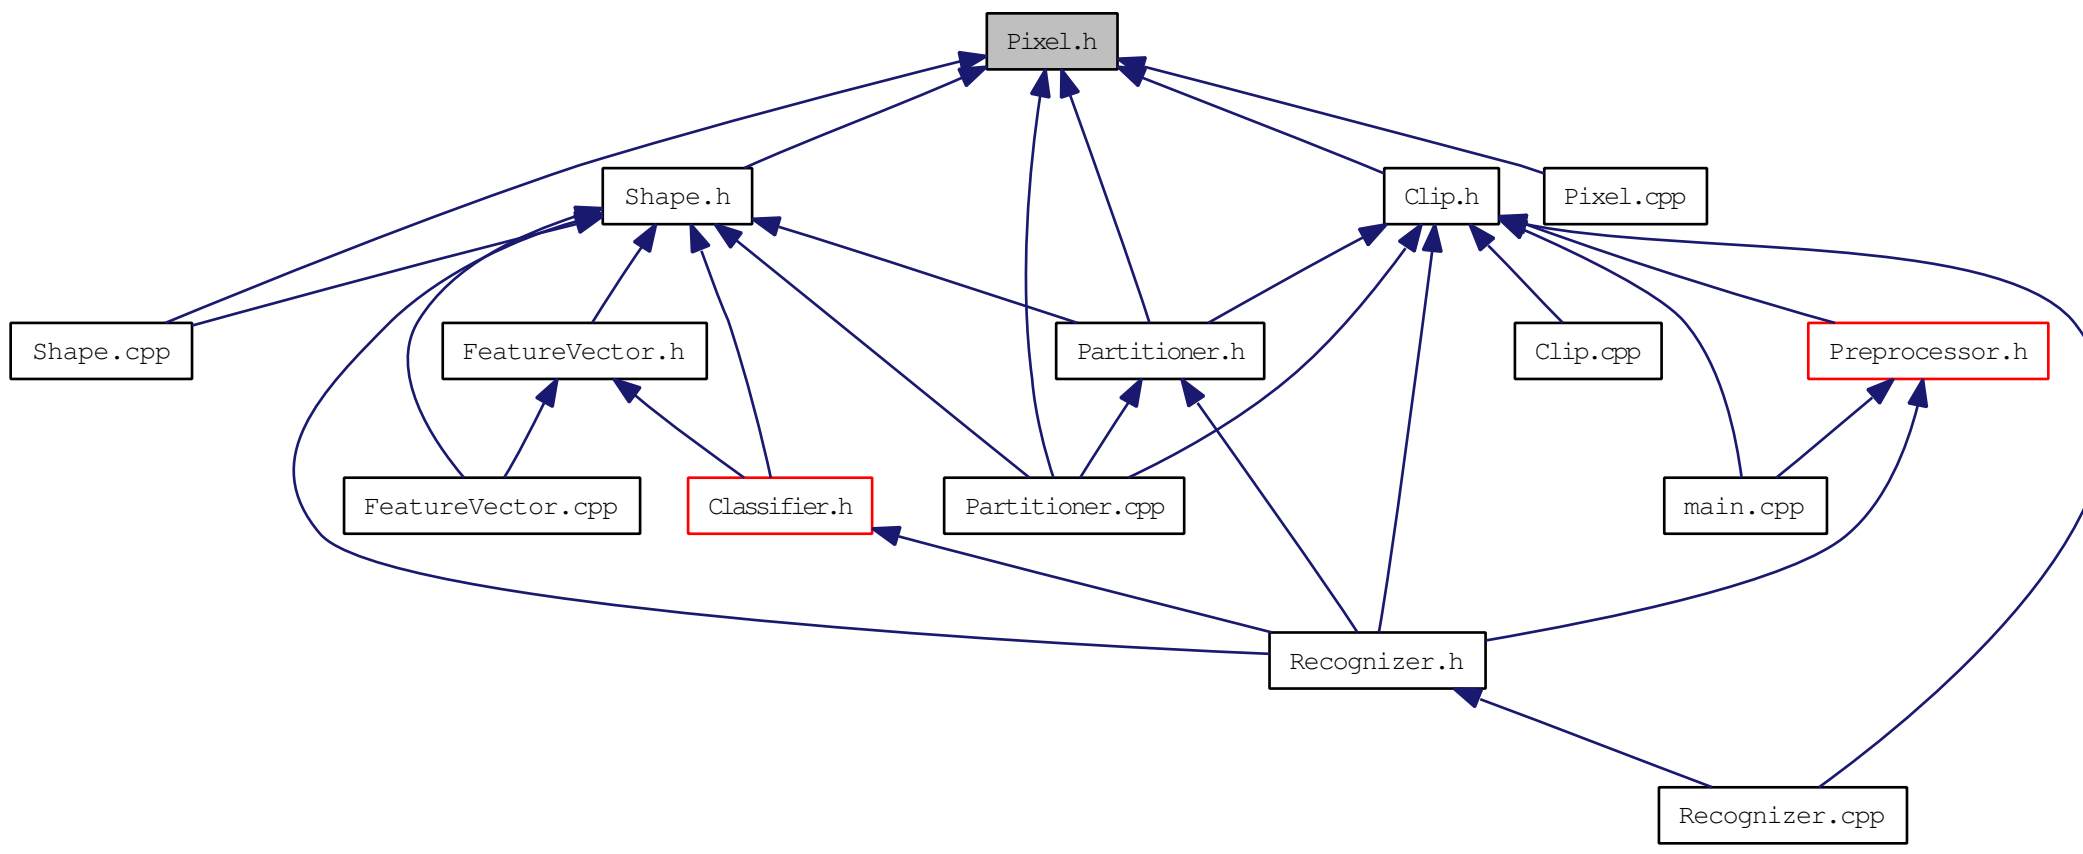 Pixel.h
Shape.h
Clip.h
Pixel.cpp
Shape.cpp
FeatureVector.h
Partitioner.h
Clip.cpp
Preprocessor.h
FeatureVector.cpp
Classifier.h
Partitioner.cpp
main.cpp
Recognizer.h
Recognizer.cpp